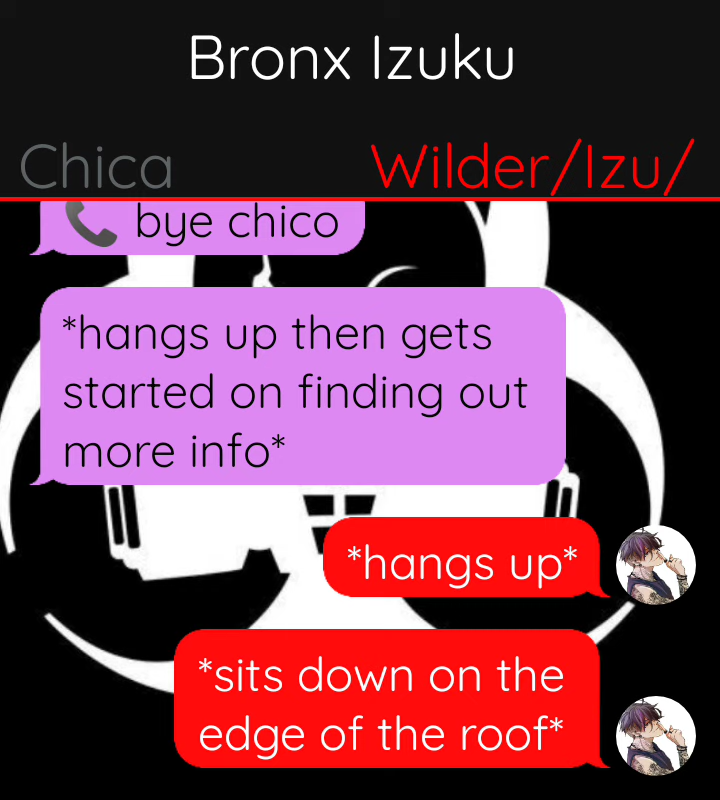 Bronx Izuku
Chica
Wilder/Izu/
📞 bye chico
*hangs up then gets
started on finding out
more info*
*hangs up*
*sits down on the
edge of the roof*